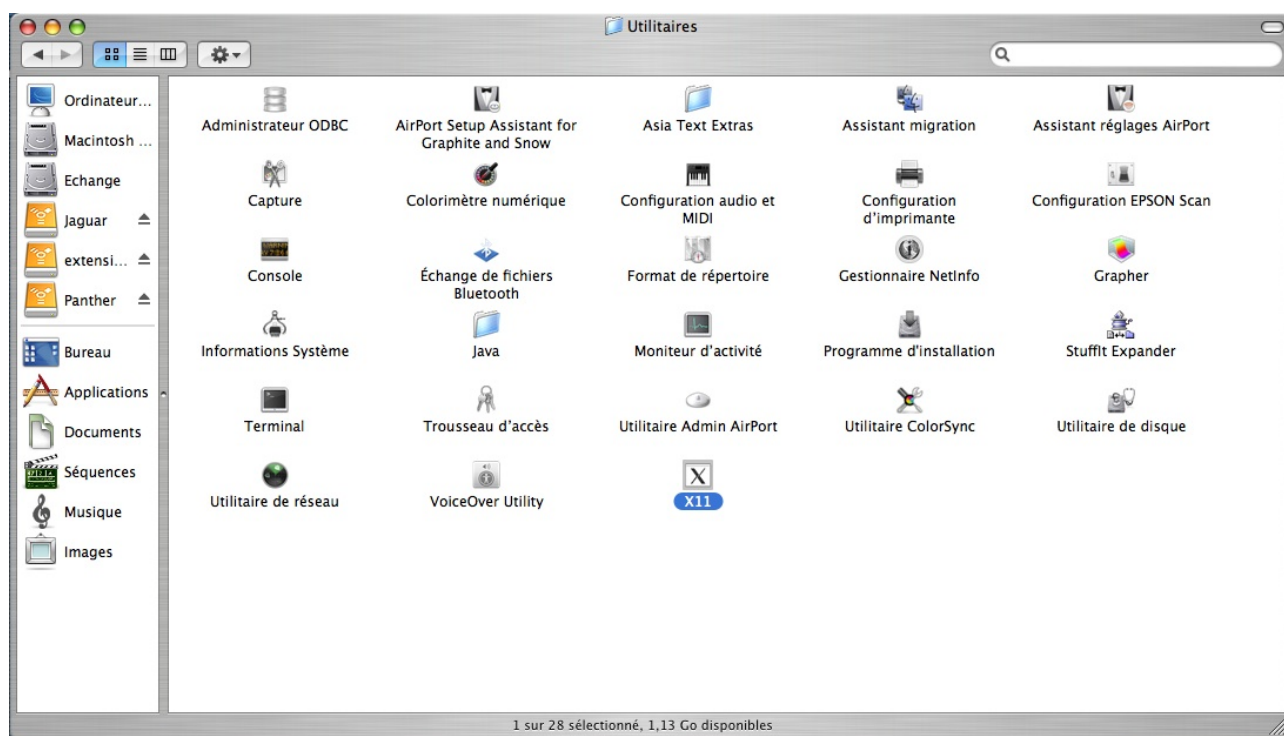 Utilitaires
Ordinateur...
Macintosh ...
Echange
Jaguar
extensi...
Panther
Bureau
Applications
Documents
Séquences
Musique
Images
Administrateur ODBC
AirPort Setup Assistant for
Graphite and Snow
Asia Text Extras
Assistant migration
Assistant réglages AirPort
Capture
Colorimètre numérique
Configuration audio et
MIDI
Configuration
d'imprimante
Configuration EPSON Scan
Console
Échange de fichiers
Bluetooth
Format de répertoire
Gestionnaire NetInfo
Grapher
Informations Système
Java
Moniteur d'activité
Programme d'installation
StuffIt Expander
Terminal
Trousseau d'accès
Utilitaire Admin AirPort
Utilitaire ColorSync
Utilitaire de disque
Utilitaire de réseau
VoiceOver Utility
X
X11
1 sur 28 sélectionné, 1,13 Go disponibles